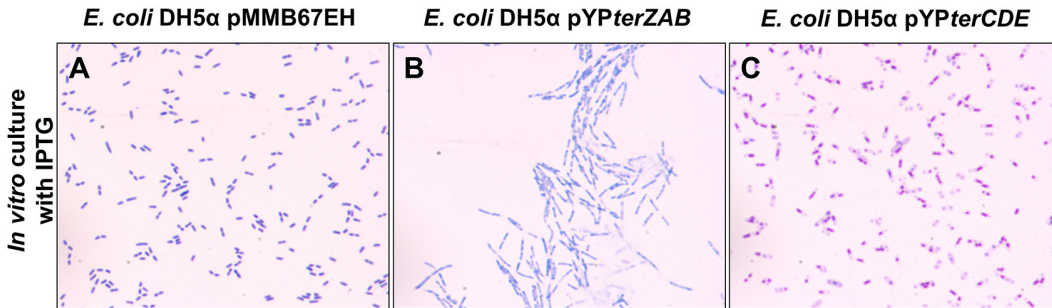 E. coli DH5α pMMB67EH
E. coli DH5α pYPterZAB
E. coli DH5α pYPterCDE
In vitro culture
with IPTG
A
B
C